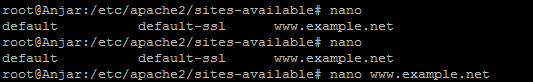 root@Anjar:/etc/apache2/sites-available# nano
default default-ssl www.example.net
root@Anjar:/etc/apache2/sites-available# nano
default default-ssl www.example.net
root@Anjar:/etc/apache2/sites-available# nano www.example.net